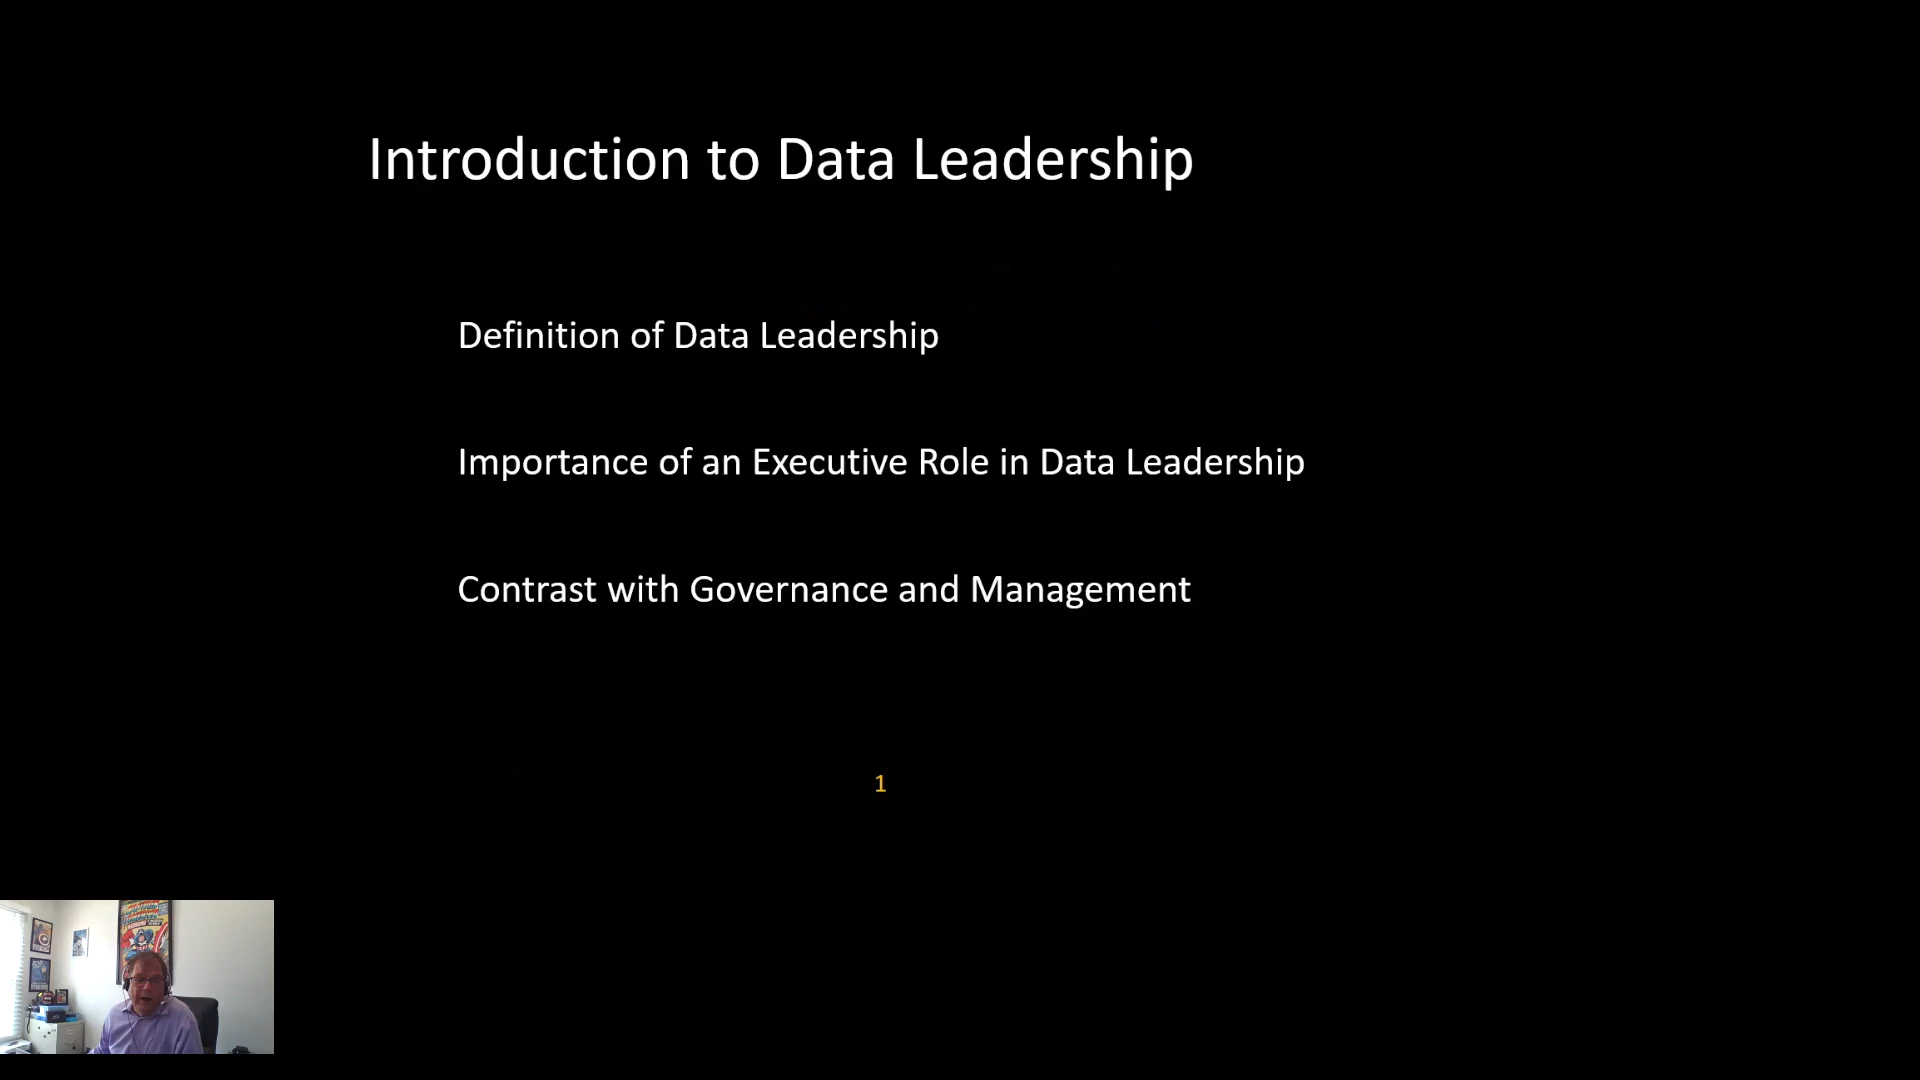 Introduction to Data Leadership
Definition of Data Leadership
Importance of an Executive Role in Data Leadership
Contrast with Governance and Management
1